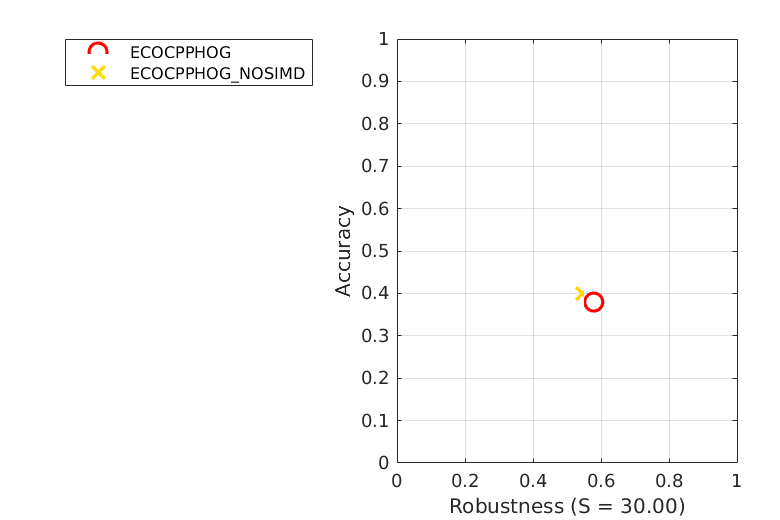 ECOCPPHOG
ECOCPPHOG_NOSIMD
1
0.9
0.8
0.7
0.6
0.5
0.4
0.3
0.2
0.1
0
Accuracy
0 0.2 0.4 0.6 0.8 1
Robustness (S = 30.00)